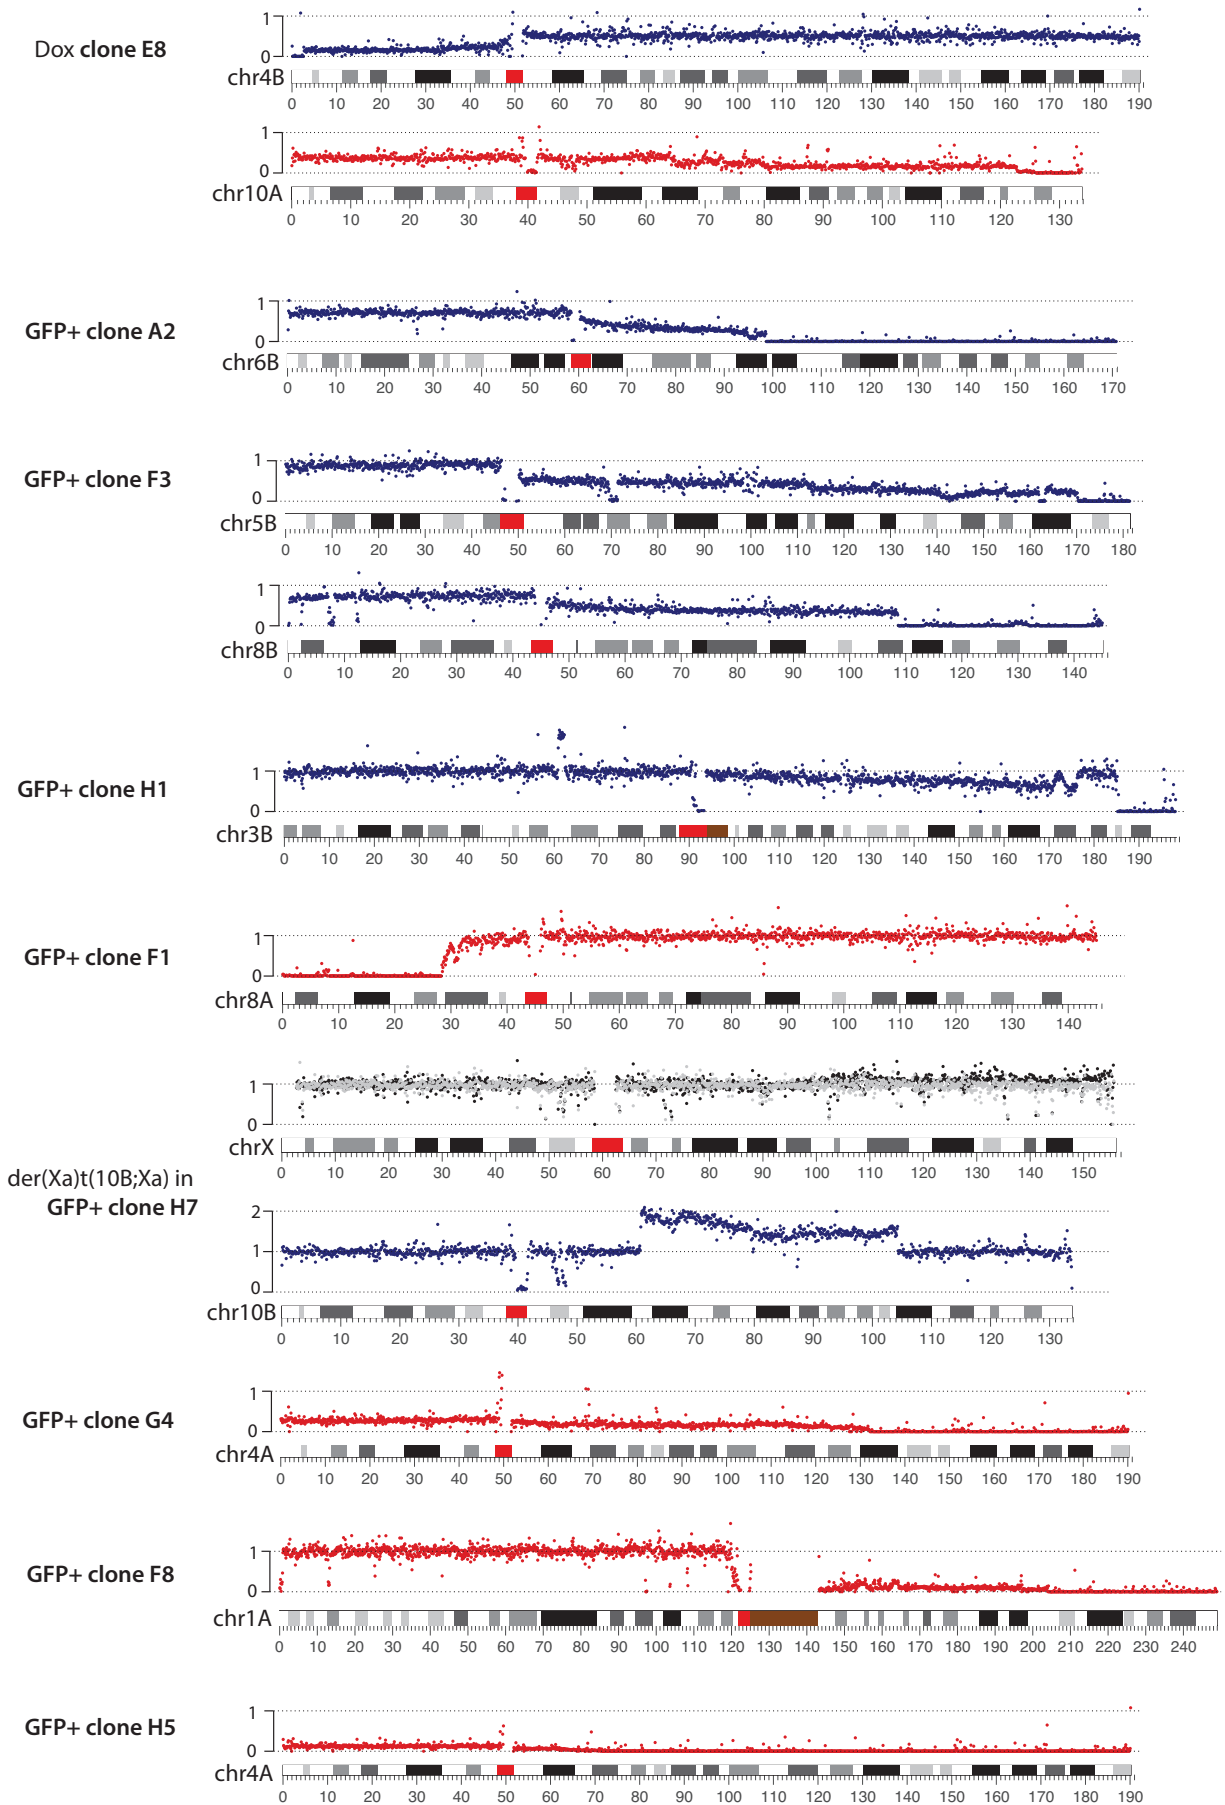 1
Dox clone E8
0
chr4B
0 10 20 30 40 50 60 70 80 90 100 110 120 130 140 150 160 170 180 190
1
0
chr10A
0 10 20 30 40 50 60 70 80 90 100 110 120 130
1
GFP+ clone A2
0
chr6B
0 10 20 30 40 50 60 70 80 90 100 110 120 130 140 150 160 170
1
GFP+ clone F3
0
chr5B
0 10 20 30 40 50 60 70 80 90 100 110 120 130 140 150 160 170 180
1
0
chr8B
0 10 20 30 40 50 60 70 80 90 100 110 120 130 140
1
GFP+ clone H1
0
chr3B
0 10 20 30 40 50 60 70 80 90 100 110 120 130 140 150 160 170 180 190
1
GFP+ clone F1
0
chr8A
0 10 20 30 40 50 60 70 80 90 100 110 120 130 140
1
0
chrX
0 10 20 30 40 50 60 70 80 90 100 110 120 130 140 150
der(Xa)t(10B;Xa) in
GFP+ clone H7
2
1
0
chr10B
0 10 20 30 40 50 60 70 80 90 100 110 120 130
1
GFP+ clone G4
0
chr4A
0 10 20 30 40 50 60 70 80 90 100 110 120 130 140 150 160 170 180 190
1
GFP+ clone F8
0
chr1A
0 10 20 30 40 50 60 70 80 90 100 110 120 130 140 150 160 170 180 190 200 210 220 230 240
1
GFP+ clone H5
0
chr4A
0 10 20 30 40 50 60 70 80 90 100 110 120 130 140 150 160 170 180 190